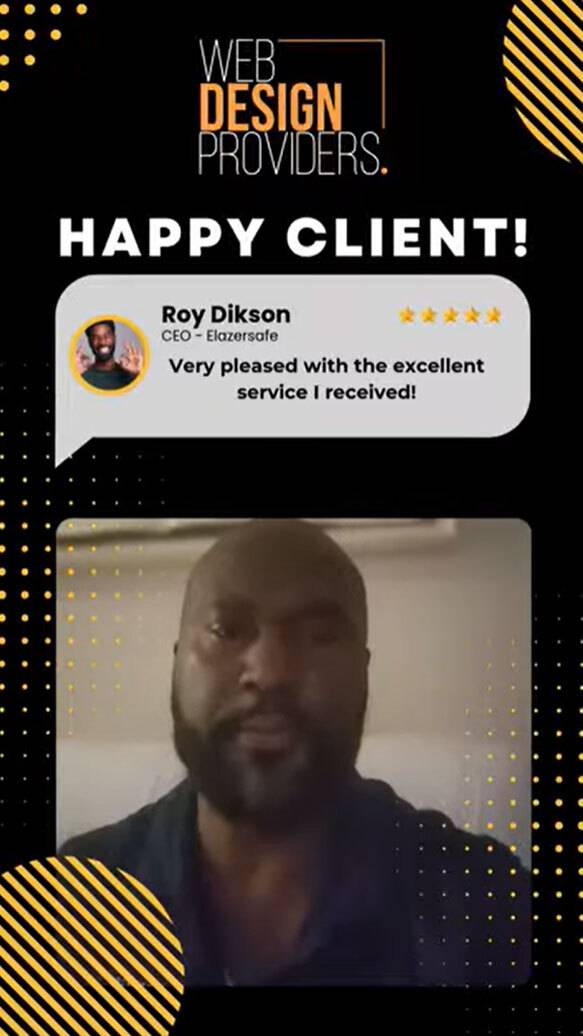 WEB
DESIGN
PROVIDERS.
HAPPY CLIENT!
Roy Dikson
CEO - Elazersafe
Very pleased with the excellent
service I received!